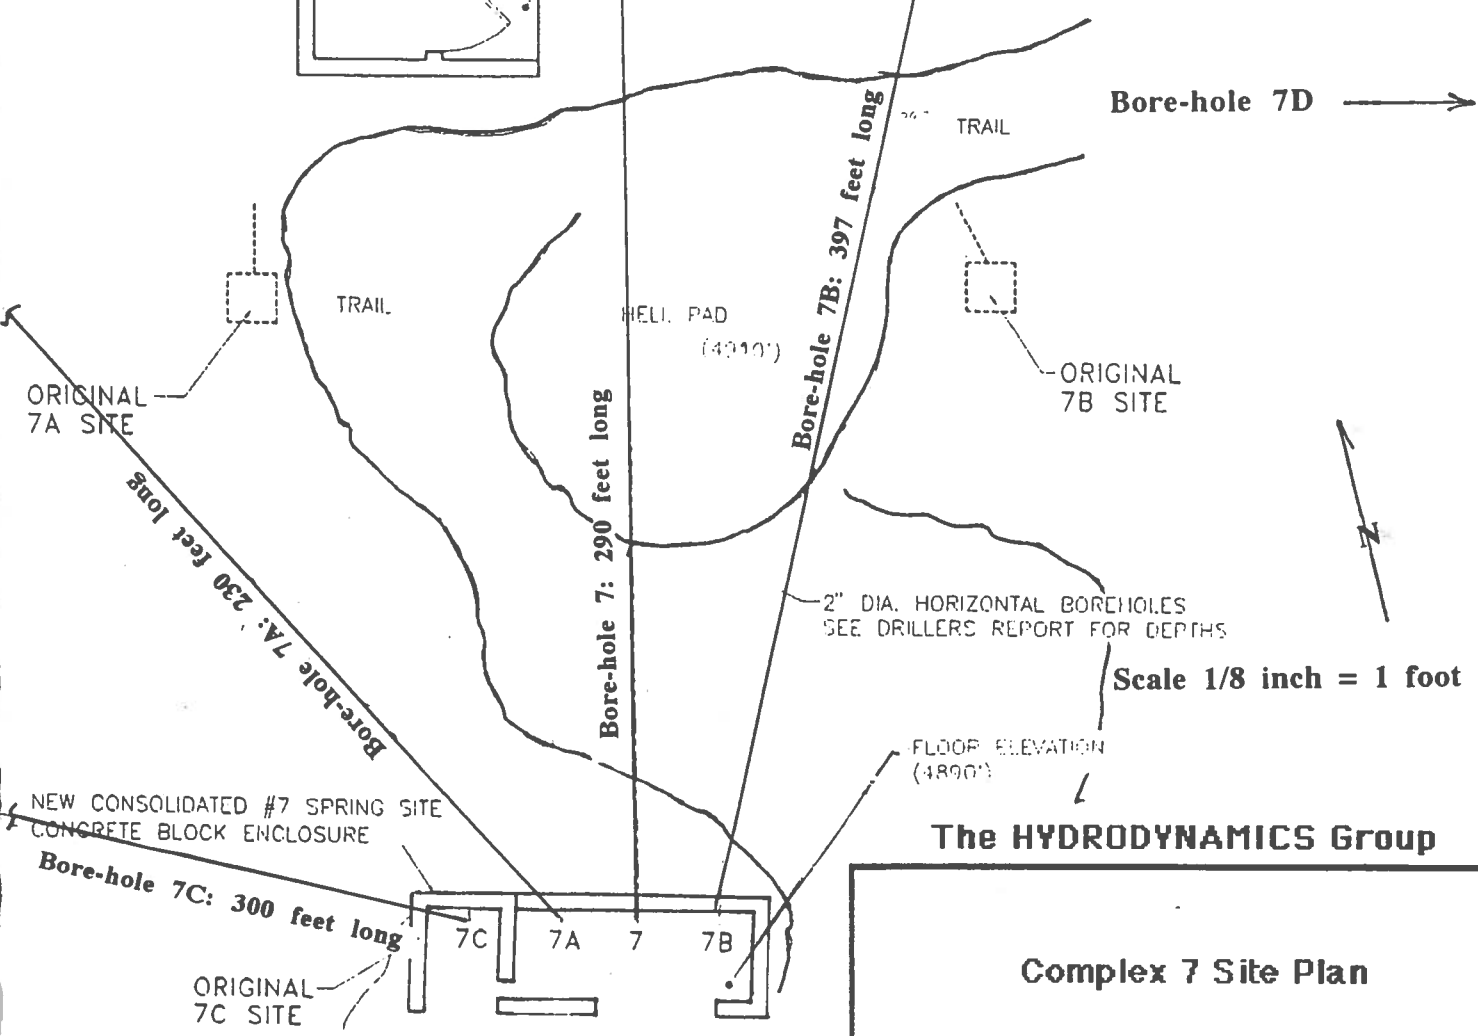 Bore-hole 7D
TRAIL
Bore-hole 7B: 397 feet long
TRAIL
HELI PAD
(4910')
ORIGINAL
7A SITE
ORIGINAL
7B SITE
Bore-hole 7: 290 feet long
Bore-hole 7A: 230 feet long
N
2" DIA. HORIZONTAL BOREHOLES
SEE DRILLERS REPORT FOR DEPTHS
Scale 1/8 inch = 1 foot
FLOOR ELEVATION
(4890')
NEW CONSOLIDATED #7 SPRING SITE
CONCRETE BLOCK ENCLOSURE
The HYDRODYNAMICS Group
Bore-hole 7C: 300 feet long
7C
7A
7
7B
Complex 7 Site Plan
ORIGINAL
7C SITE